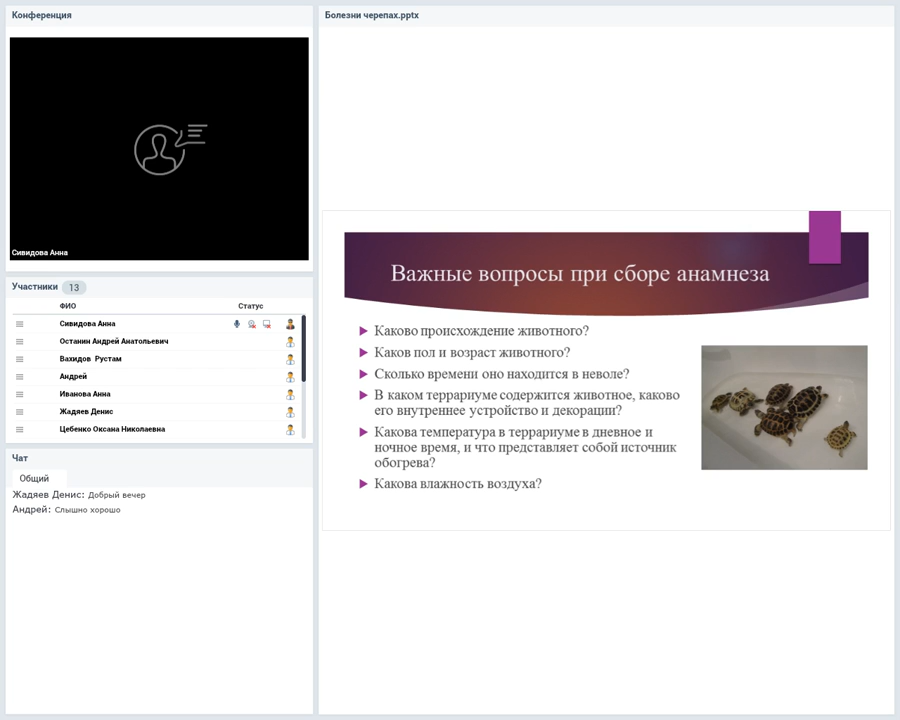 Конференция
Сивидова Анна
Участники 13
ФИО Статус
Сивидова Анна
Останин Андрей Анатольевич
Вахидов Рустам
Андрей
Иванова Анна
Жадяев Денис
Цебенко Оксана Николаевна
Чат
Общий
Жадяев Денис: Добрый вечер
Андрей: Слышно хорошо
Болезни черепах.pptx
Важные вопросы при сборе анамнеза
Каково происхождение животного?
Каков пол и возраст животного?
Сколько времени оно находится в неволе?
В каком террариуме содержится животное, каково
его внутреннее устройство и декорации?
Какова температура в террариуме в дневное и
ночное время, и что представляет собой источник
обогрева?
Какова влажность воздуха?